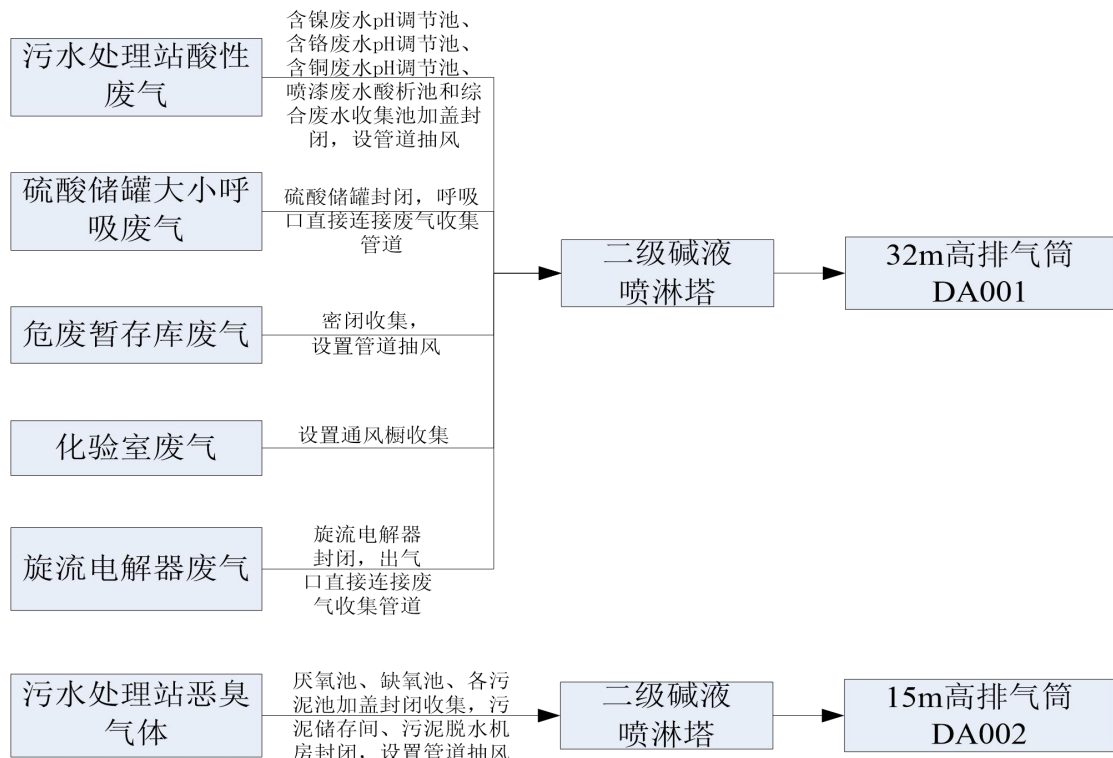 污水处理站酸性
废气
含镍废水pH调节池、
含铬废水pH调节池、
含铜废水pH调节池、
喷漆废水酸析池和综
合废水收集池加盖封
闭，设管道抽风
硫酸储罐大小呼
吸废气
硫酸储罐封闭，呼吸
口直接连接废气收集
管道
危废暂存库废气
密闭收集，
设置管道抽风
化验室废气
设置通风橱收集
旋流电解器废气
旋流电解器
封闭，出气
口直接连接废
气收集管道
二级碱液
喷淋塔
32m高排气筒
DA001
污水处理站恶臭
气体
厌氧池、缺氧池、各污
泥池加盖封闭收集，污
泥储存间、污泥脱水机
房封闭，设置管道抽风
二级碱液
喷淋塔
15m高排气筒
DA002